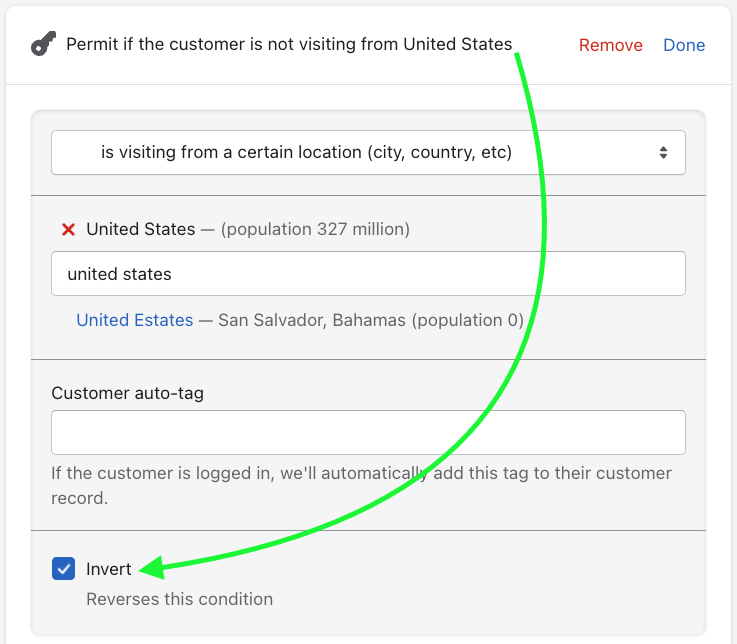 Permit if the customer is not visiting from United States
Remove
Done
is visiting from a certain location (city, country, etc)
United States — (population 327 million)
united states
United Estates — San Salvador, Bahamas (population 0)
Customer auto-tag
If the customer is logged in, we'll automatically add this tag to their customer
record.
Invert
Reverses this condition